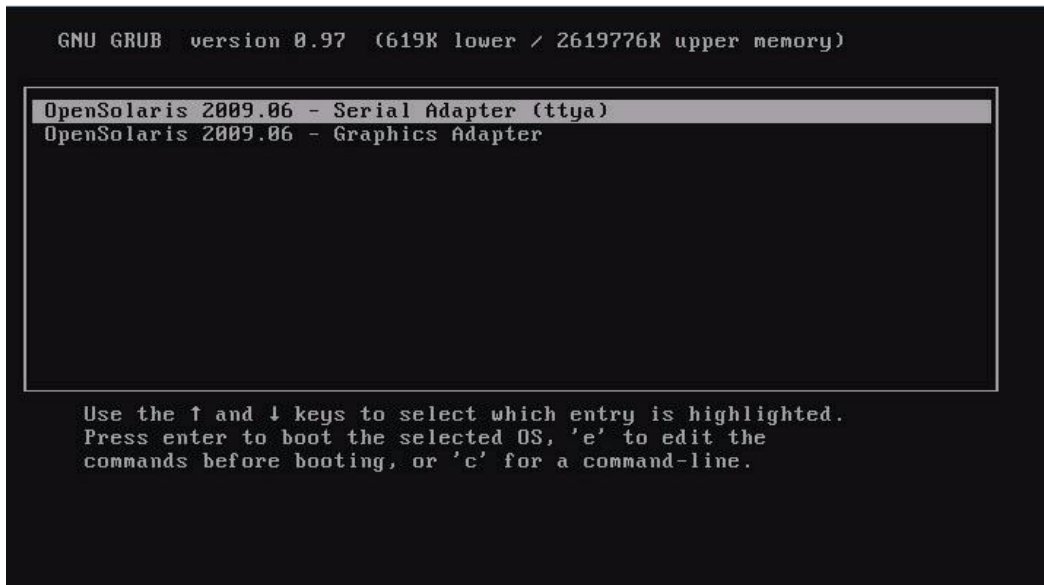 GNU GRUB version 0.97 (619K lower / 2619776K upper memory)
OpenSolaris 2009.06 - Serial Adapter (ttya)
OpenSolaris 2009.06 - Graphics Adapter
Use the ↑ and ↓ keys to select which entry is highlighted.
Press enter to boot the selected OS, 'e' to edit the
commands before booting, or 'c' for a command-line.